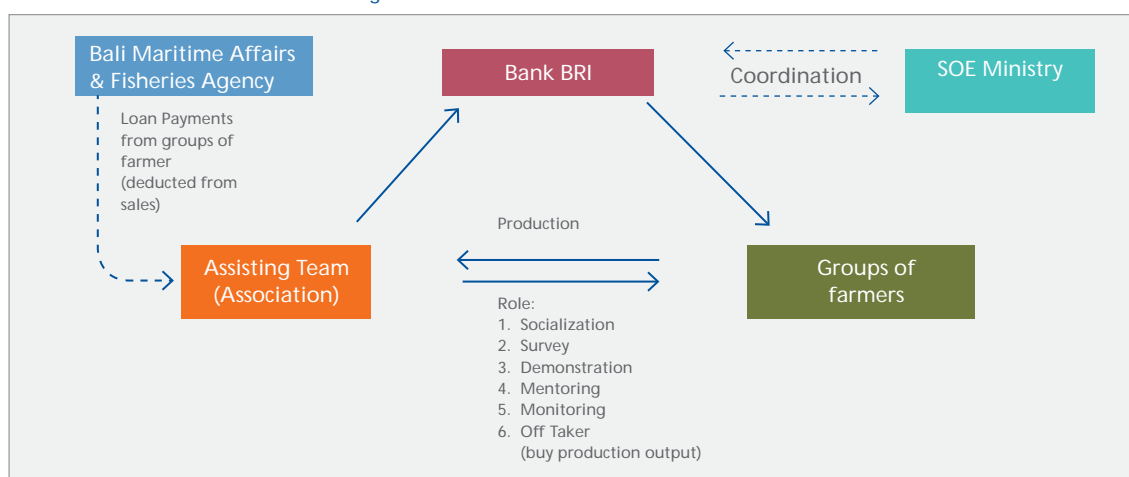 Bali Maritime Affairs
& Fisheries Agency
Bank BRI
Coordination
SOE Ministry
Loan Payments
from groups of
farmer
(deducted from
sales)
Production
Assisting Team
(Association)
Groups of
farmers
Role:
1. Socialization
2. Survey
3. Demonstration
4. Mentoring
5. Monitoring
6. Off Taker
(buy production output)